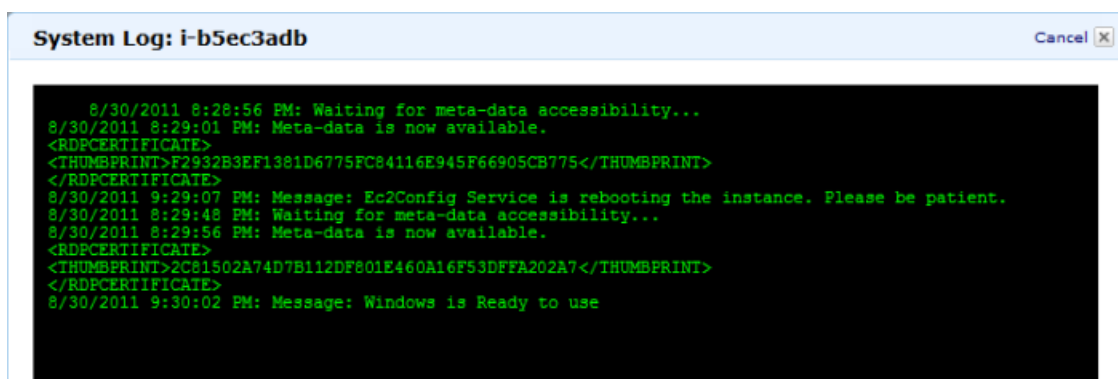 System Log: i-b5ec3adb
Cancel
8/30/2011 8:28:56 PM: Waiting for meta-data accessibility...
8/30/2011 8:29:01 PM: Meta-data is now available.
<RDPCERTIFICATE>
<THUMBPRINT>F2932B3EF1381D6775FC84116E945F66905CB775</THUMBPRINT>
</RDPCERTIFICATE>
8/30/2011 9:29:07 PM: Message: Ec2Config Service is rebooting the instance. Please be patient.
8/30/2011 8:29:48 PM: Waiting for meta-data accessibility...
8/30/2011 8:29:56 PM: Meta-data is now available.
<RDPCERTIFICATE>
<THUMBPRINT>2C81502A74D7B112DF801E460A16F53DFFA202A7</THUMBPRINT>
</RDPCERTIFICATE>
8/30/2011 9:30:02 PM: Message: Windows is Ready to use